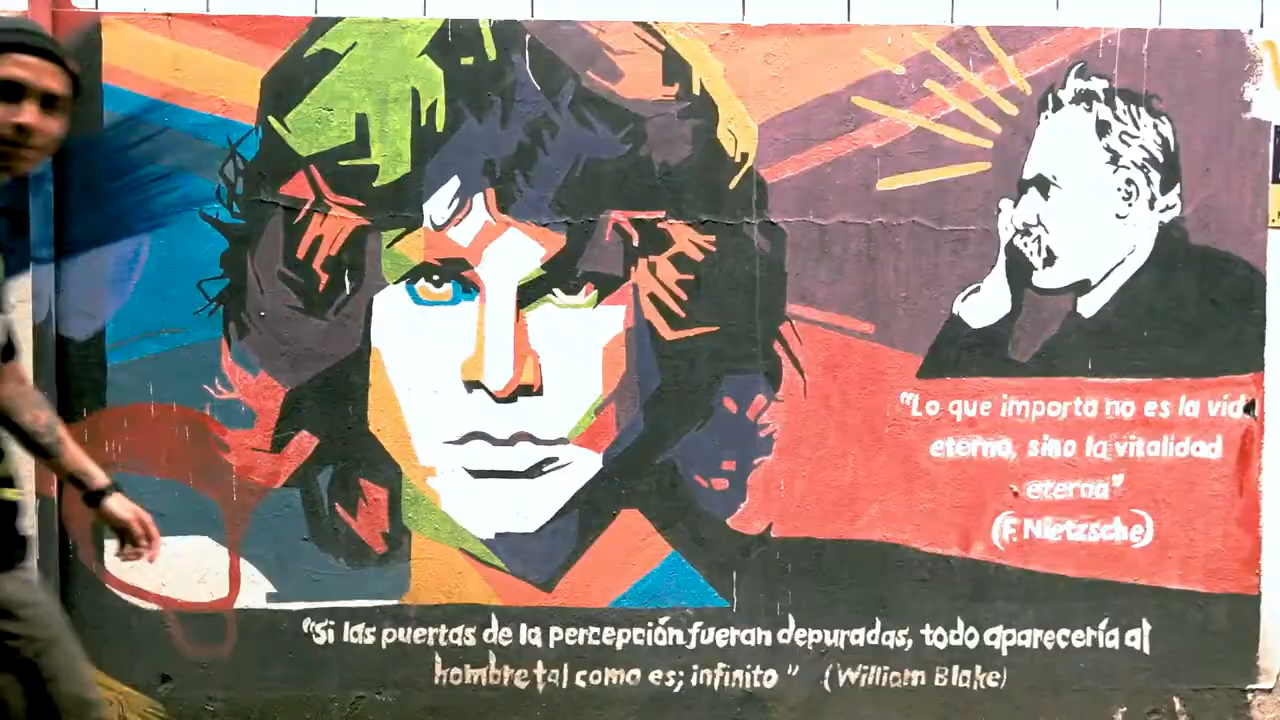 "Lo que importa no es la vida
eterna, sino la vitalidad
eterna"
(F. Nietzsche)
"Si las puertas de la percepción fueran depuradas, todo aparecería al
hombre tal como es; infinito" (William Blake)